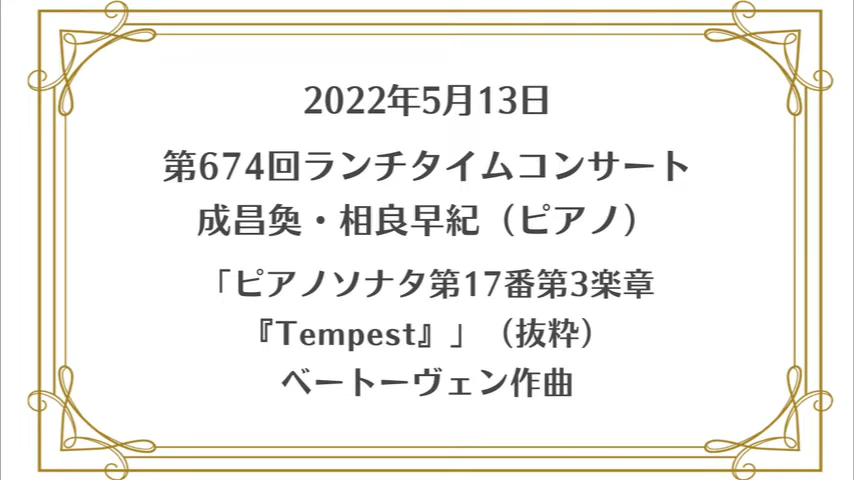 2022年5月13日
第674回ランチタイムコンサート
成昌奐・相良早紀（ピアノ）
「ピアノソナタ第17番第3楽章
『Tempest』」（抜粋）
ベートーヴェン作曲